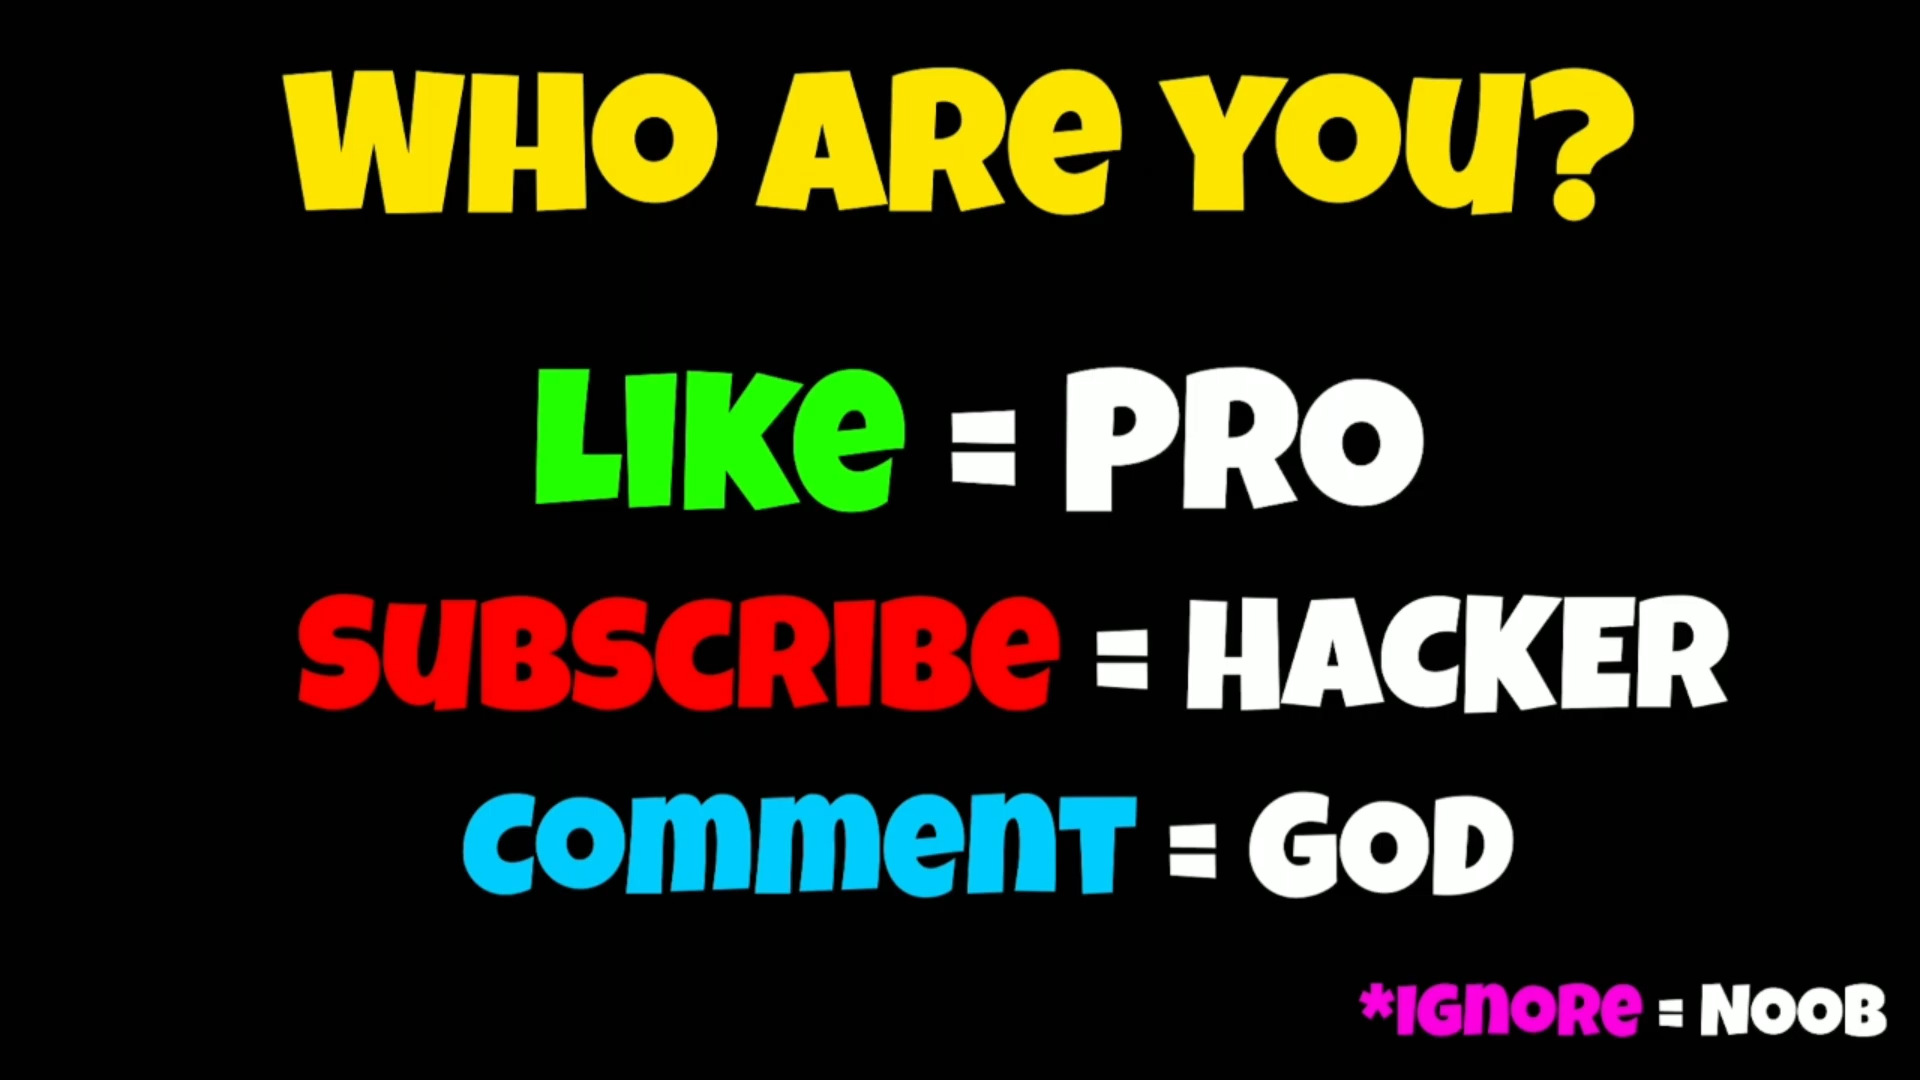 WHO ARE YOU?
LIKE = PRO
SUBSCRIBE = HACKER
COMMENT = GOD
*IGNORE = NOOB